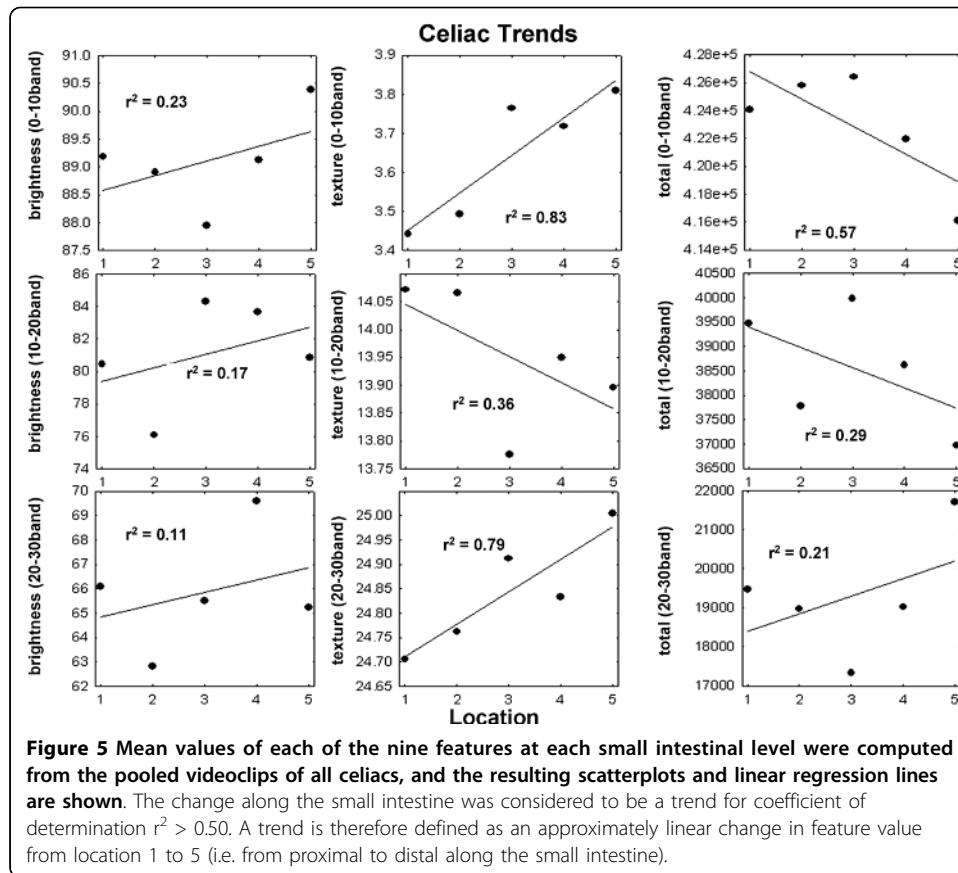 Celiac Trends
brightness (0-10band)
91.0
90.5
90.0
89.5
89.0
88.5
88.0
87.5
r² = 0.23
1 2 3 4 5
texture (0-10band)
3.9
3.8
3.7
3.6
3.5
3.4
r² = 0.83
1 2 3 4 5
total (0-10band)
4.28e+5
4.26e+5
4.24e+5
4.22e+5
4.20e+5
4.18e+5
4.16e+5
4.14e+5
r² = 0.57
1 2 3 4 5
brightness (10-20band)
86
84
82
80
78
76
74
r² = 0.17
1 2 3 4 5
texture (10-20band)
14.05
14.00
13.95
13.90
13.85
13.80
13.75
r² = 0.36
1 2 3 4 5
total (10-20band)
40500
40000
39500
39000
38500
38000
37500
37000
36500
r² = 0.29
1 2 3 4 5
brightness (20-30band)
70
69
68
67
66
65
64
63
62
r² = 0.11
1 2 3 4 5
texture (20-30band)
25.00
24.95
24.90
24.85
24.80
24.75
24.70
24.65
r² = 0.79
1 2 3 4 5
total (20-30band)
22000
21000
20000
19000
18000
17000
r² = 0.21
1 2 3 4 5
Location
Figure 5 Mean values of each of the nine features at each small intestinal level were computed
from the pooled videoclips of all celiacs, and the resulting scatterplots and linear regression lines
are shown. The change along the small intestine was considered to be a trend for coefficient of
determination r² > 0.50. A trend is therefore defined as an approximately linear change in feature value
from location 1 to 5 (i.e. from proximal to distal along the small intestine).